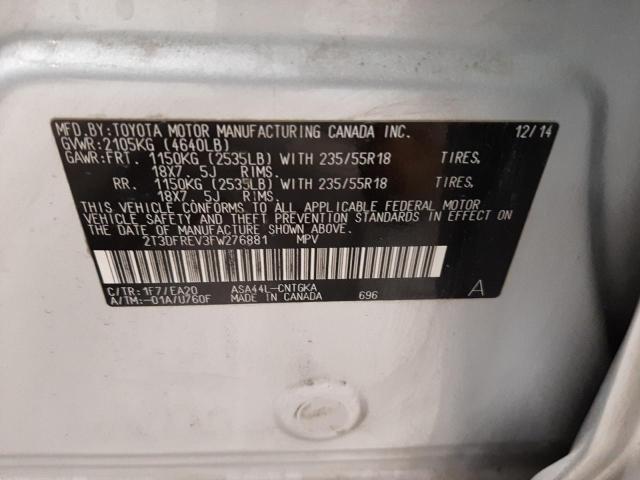 MFD.BY:TOYOTA MOTOR MANUFACTURING CANADA INC. 12/14
GVWR:2105KG (4640LB)
GAWR:FRT. 1150KG (2535LB) WITH 235/55R18 TIRES.
18X7. 5J RIMS.
RR. 1150KG (2535LB) WITH 235/55R18 TIRES.
18X7. 5J RIMS.
THIS VEHICLE CONFORMS TO ALL APPLICABLE FEDERAL MOTOR
VEHICLE SAFETY AND THEFT PREVENTION STANDARDS IN EFFECT ON
THE DATE OF MANUFACTURE SHOWN ABOVE.
2T3DFREV3FW276881 MPV
C/TR:1F7/EA20 ASA44L-CNTGKA
A/TM:-01A/U760F MADE IN CANADA 696 A